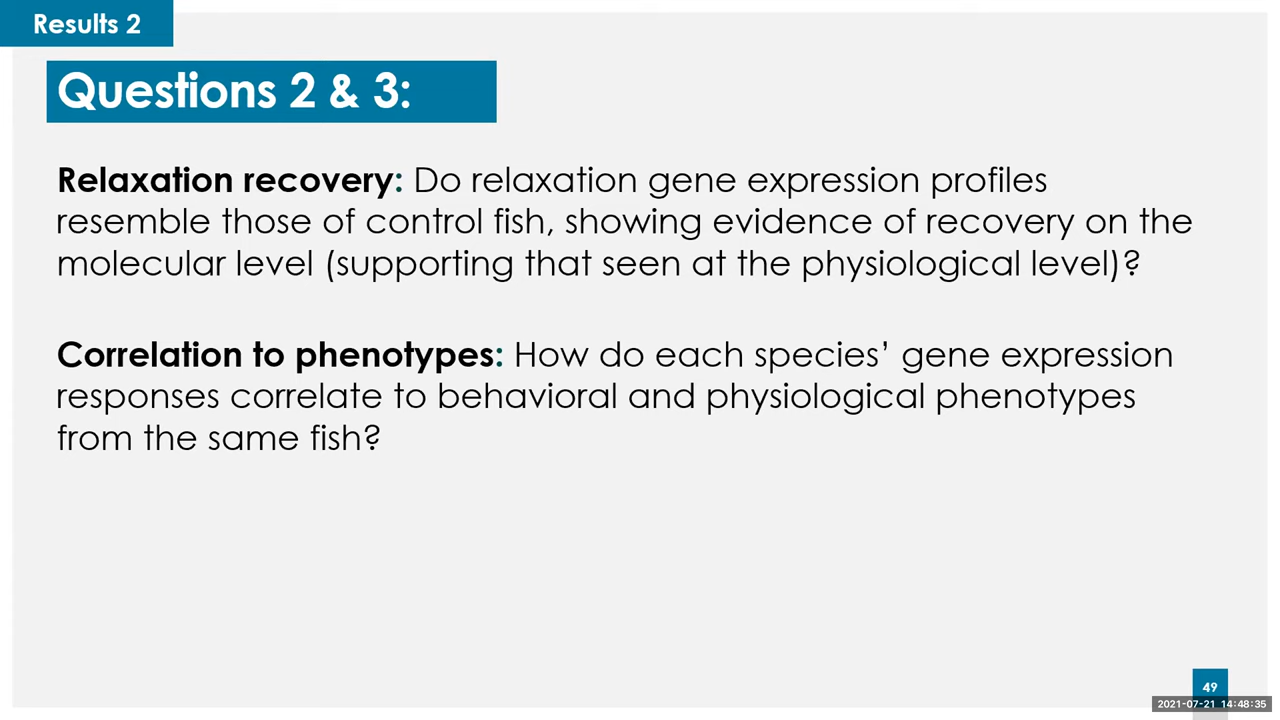 Results 2
Questions 2 & 3:
Relaxation recovery: Do relaxation gene expression profiles
resemble those of control fish, showing evidence of recovery on the
molecular level (supporting that seen at the physiological level)?
Correlation to phenotypes: How do each species’ gene expression
responses correlate to behavioral and physiological phenotypes
from the same fish?
49
2021-07-21 14:48:35